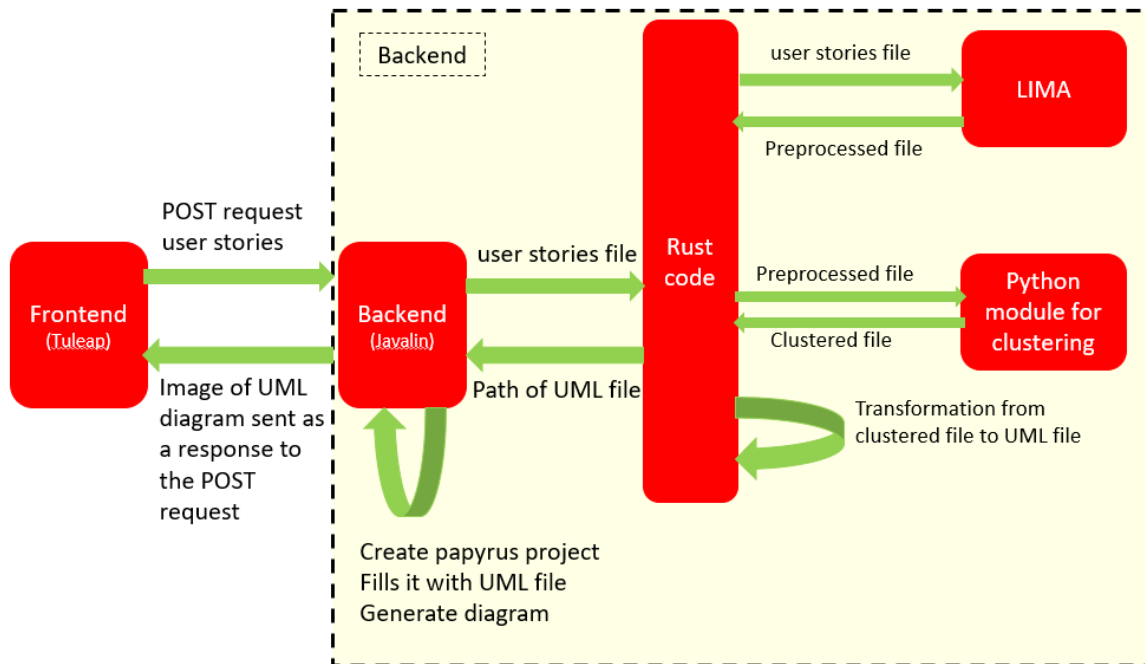 Backend
user stories file
LIMA
Preprocessed file
POST request
user stories
Frontend
(Tuleap)
Image of UML
diagram sent as
a response to
the POST
request
Backend
(Javalin)
user stories file
Path of UML file
Rust
code
Preprocessed file
Clustered file
Python
module for
clustering
Transformation from
clustered file to UML file
Create papyrus project
Fills it with UML file
Generate diagram